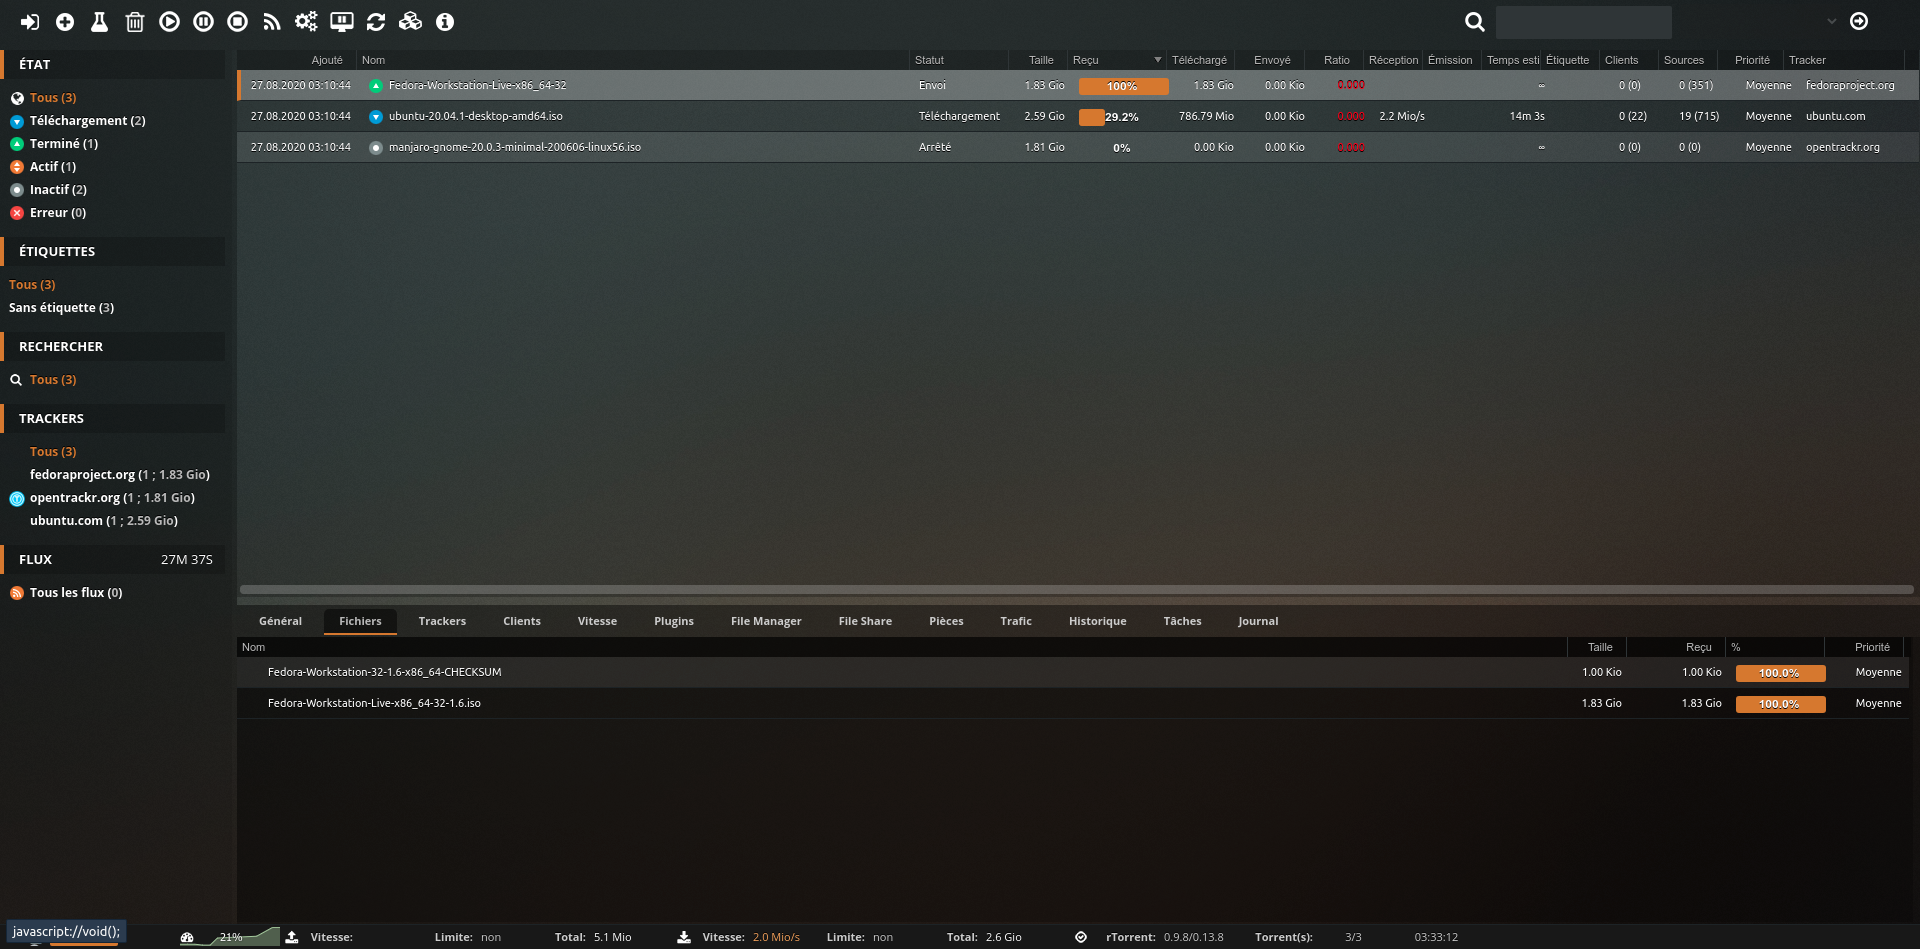 ÉTAT
Tous (3)
Téléchargement (2)
Terminé (1)
Actif (1)
Inactif (2)
Erreur (0)
ÉTIQUETTES
Tous (3)
Sans étiquette (3)
RECHERCHER
Tous (3)
TRACKERS
Tous (3)
fedoraproject.org (1 ; 1.83 Gio)
opentrackr.org (1 ; 1.81 Gio)
ubuntu.com (1 ; 2.59 Gio)
FLUX 27M 37S
Tous les flux (0)
Ajouté Nom Statut Taille Reçu Téléchargé Envoyé Ratio Réception Émission Temps esti Étiquette Clients Sources Priorité Tracker
27.08.2020 03:10:44 Fedora-Workstation-Live-x86_64-32 Envoi 1.83 Gio 100% 1.83 Gio 0.00 Kio 0.000 ∞ 0 (0) 0 (351) Moyenne fedoraproject.org
27.08.2020 03:10:44 ubuntu-20.04.1-desktop-amd64.iso Téléchargement 2.59 Gio 29.2% 786.79 Mio 0.00 Kio 0.000 2.2 Mio/s 14m 3s 0 (22) 19 (715) Moyenne ubuntu.com
27.08.2020 03:10:44 manjaro-gnome-20.0.3-minimal-200606-linux56.iso Arrêté 1.81 Gio 0% 0.00 Kio 0.00 Kio 0.000 ∞ 0 (0) 0 (0) Moyenne opentrackr.org
Général Fichiers Trackers Clients Vitesse Plugins File Manager File Share Pièces Trafic Historique Tâches Journal
Nom Taille Reçu % Priorité
Fedora-Workstation-32-1.6-x86_64-CHECKSUM 1.00 Kio 1.00 Kio 100.0% Moyenne
Fedora-Workstation-Live-x86_64-32-1.6.iso 1.83 Gio 1.83 Gio 100.0% Moyenne
javascript://void(); 21% Vitesse: Limite: non Total: 5.1 Mio Vitesse: 2.0 Mio/s Limite: non Total: 2.6 Gio rTorrent: 0.9.8/0.13.8 Torrent(s): 3/3 03:33:12